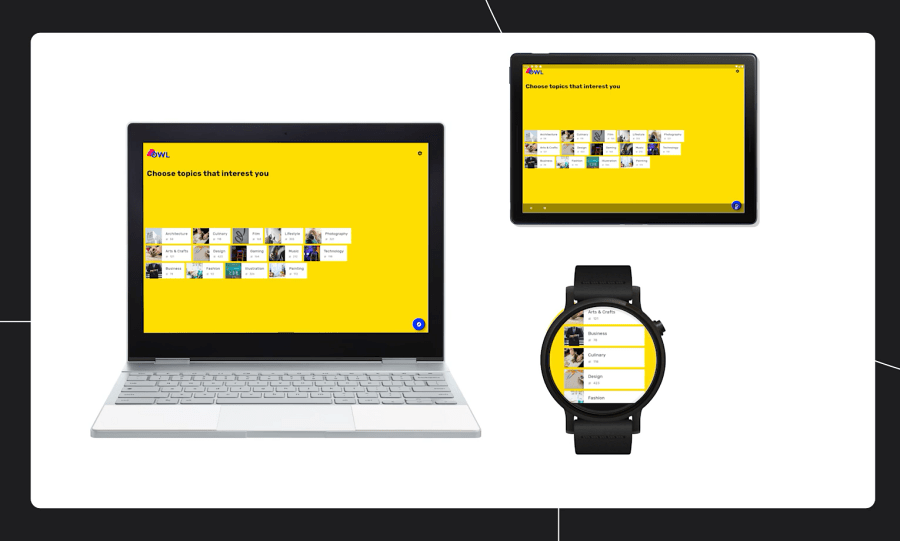 OWL
Choose topics that interest you
Architecture
Culinary
Film
Lifestyle
Photography
Arts & Crafts
Design
Gaming
Music
Technology
Business
Fashion
Illustration
Painting
OWL
Choose topics that interest you
Architecture
Culinary
Film
Lifestyle
Photography
Arts & Crafts
Design
Gaming
Music
Technology
Business
Fashion
Illustration
Painting
Arts & Crafts
Business
Culinary
Design
Fashion